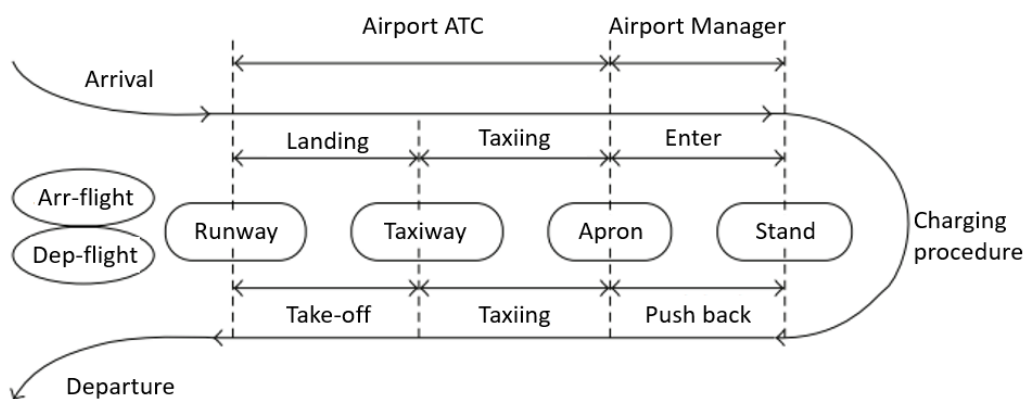 Airport ATC
Airport Manager
Arrival
Landing
Taxiing
Enter
Arr-flight
Dep-flight
Runway
Taxiway
Apron
Stand
Charging
procedure
Take-off
Taxiing
Push back
Departure